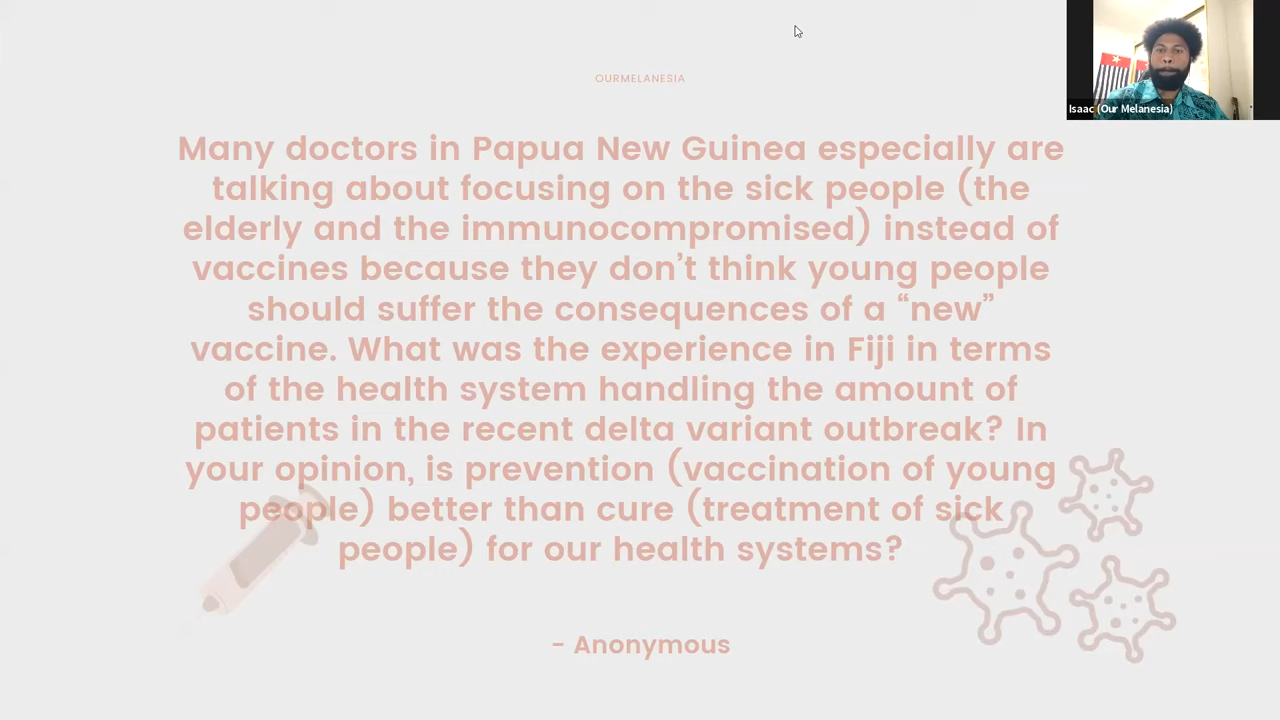 OURMELANESIA
Many doctors in Papua New Guinea especially are
talking about focusing on the sick people (the
elderly and the immunocompromised) instead of
vaccines because they don’t think young people
should suffer the consequences of a “new”
vaccine. What was the experience in Fiji in terms
of the health system handling the amount of
patients in the recent delta variant outbreak? In
your opinion, is prevention (vaccination of young
people) better than cure (treatment of sick
people) for our health systems?
- Anonymous
Isaac (Our Melanesia)